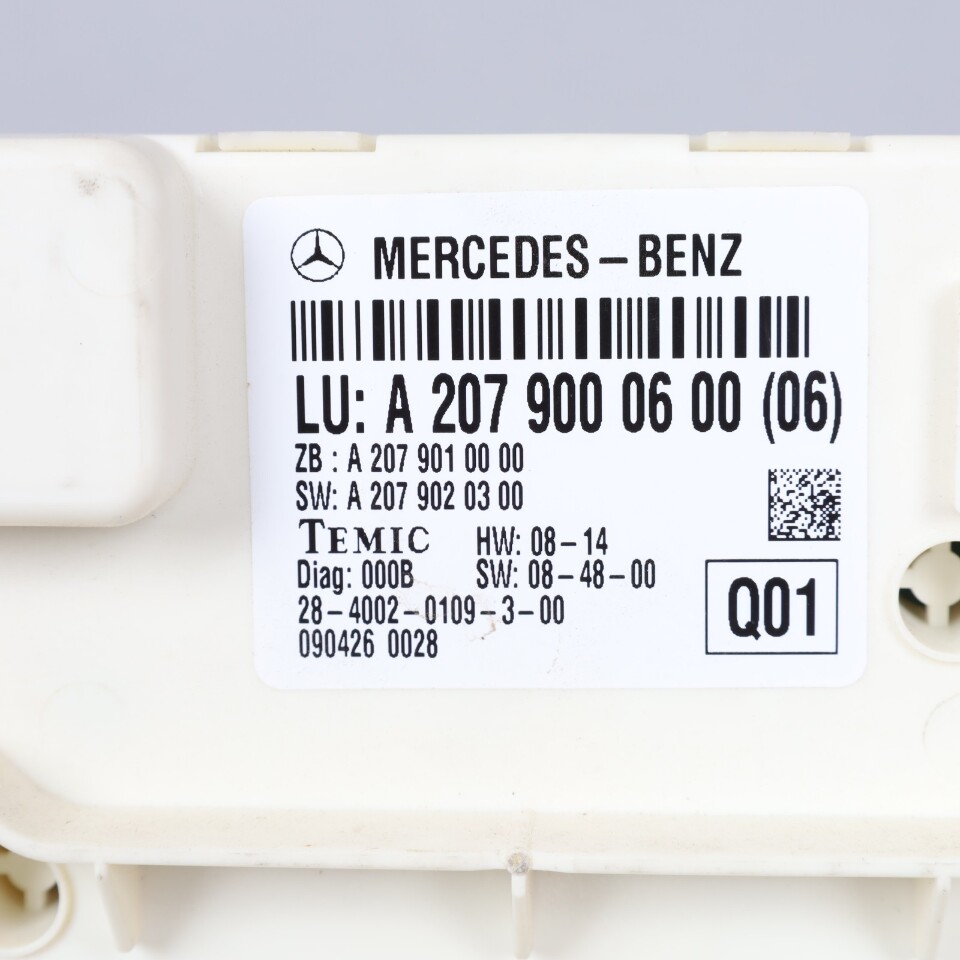 MERCEDES-BENZ
LU: A 207 900 06 00 (06)
ZB : A 207 901 00 00
SW: A 207 902 03 00
TEMIC HW: 08-14
Diag: 000B SW: 08-48-00
28-4002-0109-3-00
090426 0028
Q01